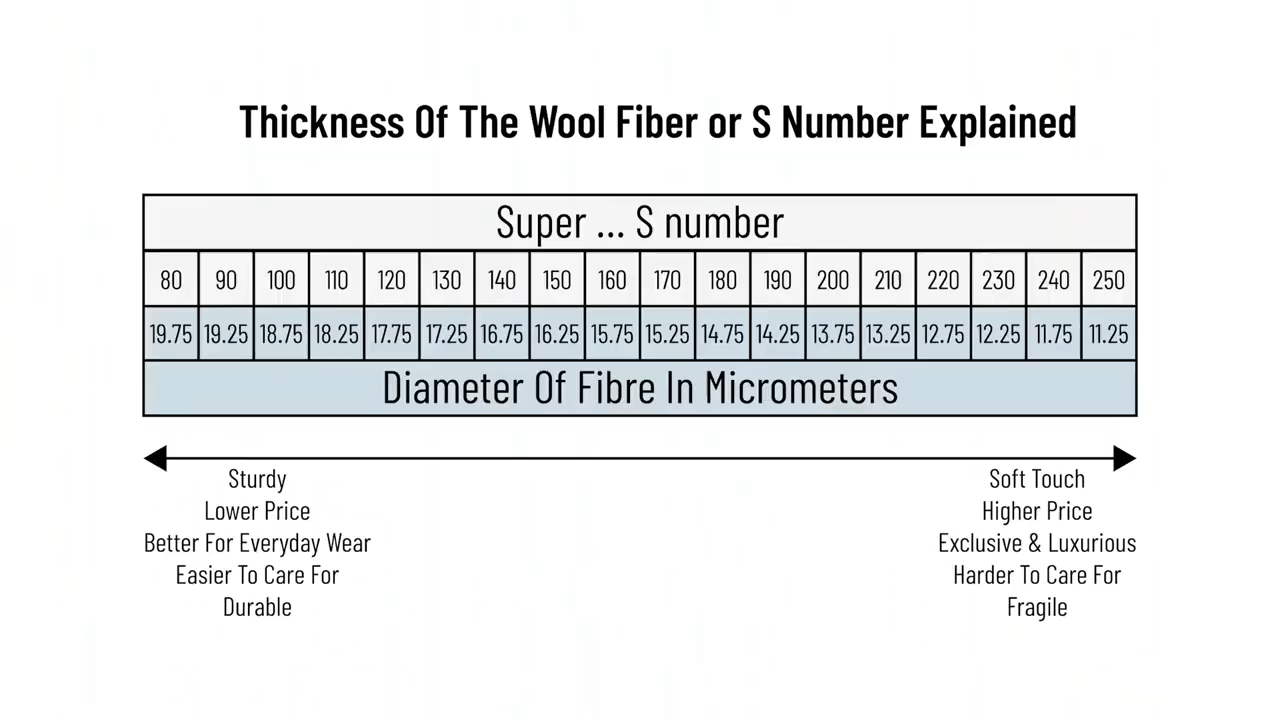 Thickness Of The Wool Fiber or S Number Explained
Super ... S number
80 90 100 110 120 130 140 150 160 170 180 190 200 210 220 230 240 250
19.75 19.25 18.75 18.25 17.75 17.25 16.75 16.25 15.75 15.25 14.75 14.25 13.75 13.25 12.75 12.25 11.75 11.25
Diameter Of Fibre In Micrometers
Sturdy
Lower Price
Better For Everyday Wear
Easier To Care For
Durable
Soft Touch
Higher Price
Exclusive & Luxurious
Harder To Care For
Fragile